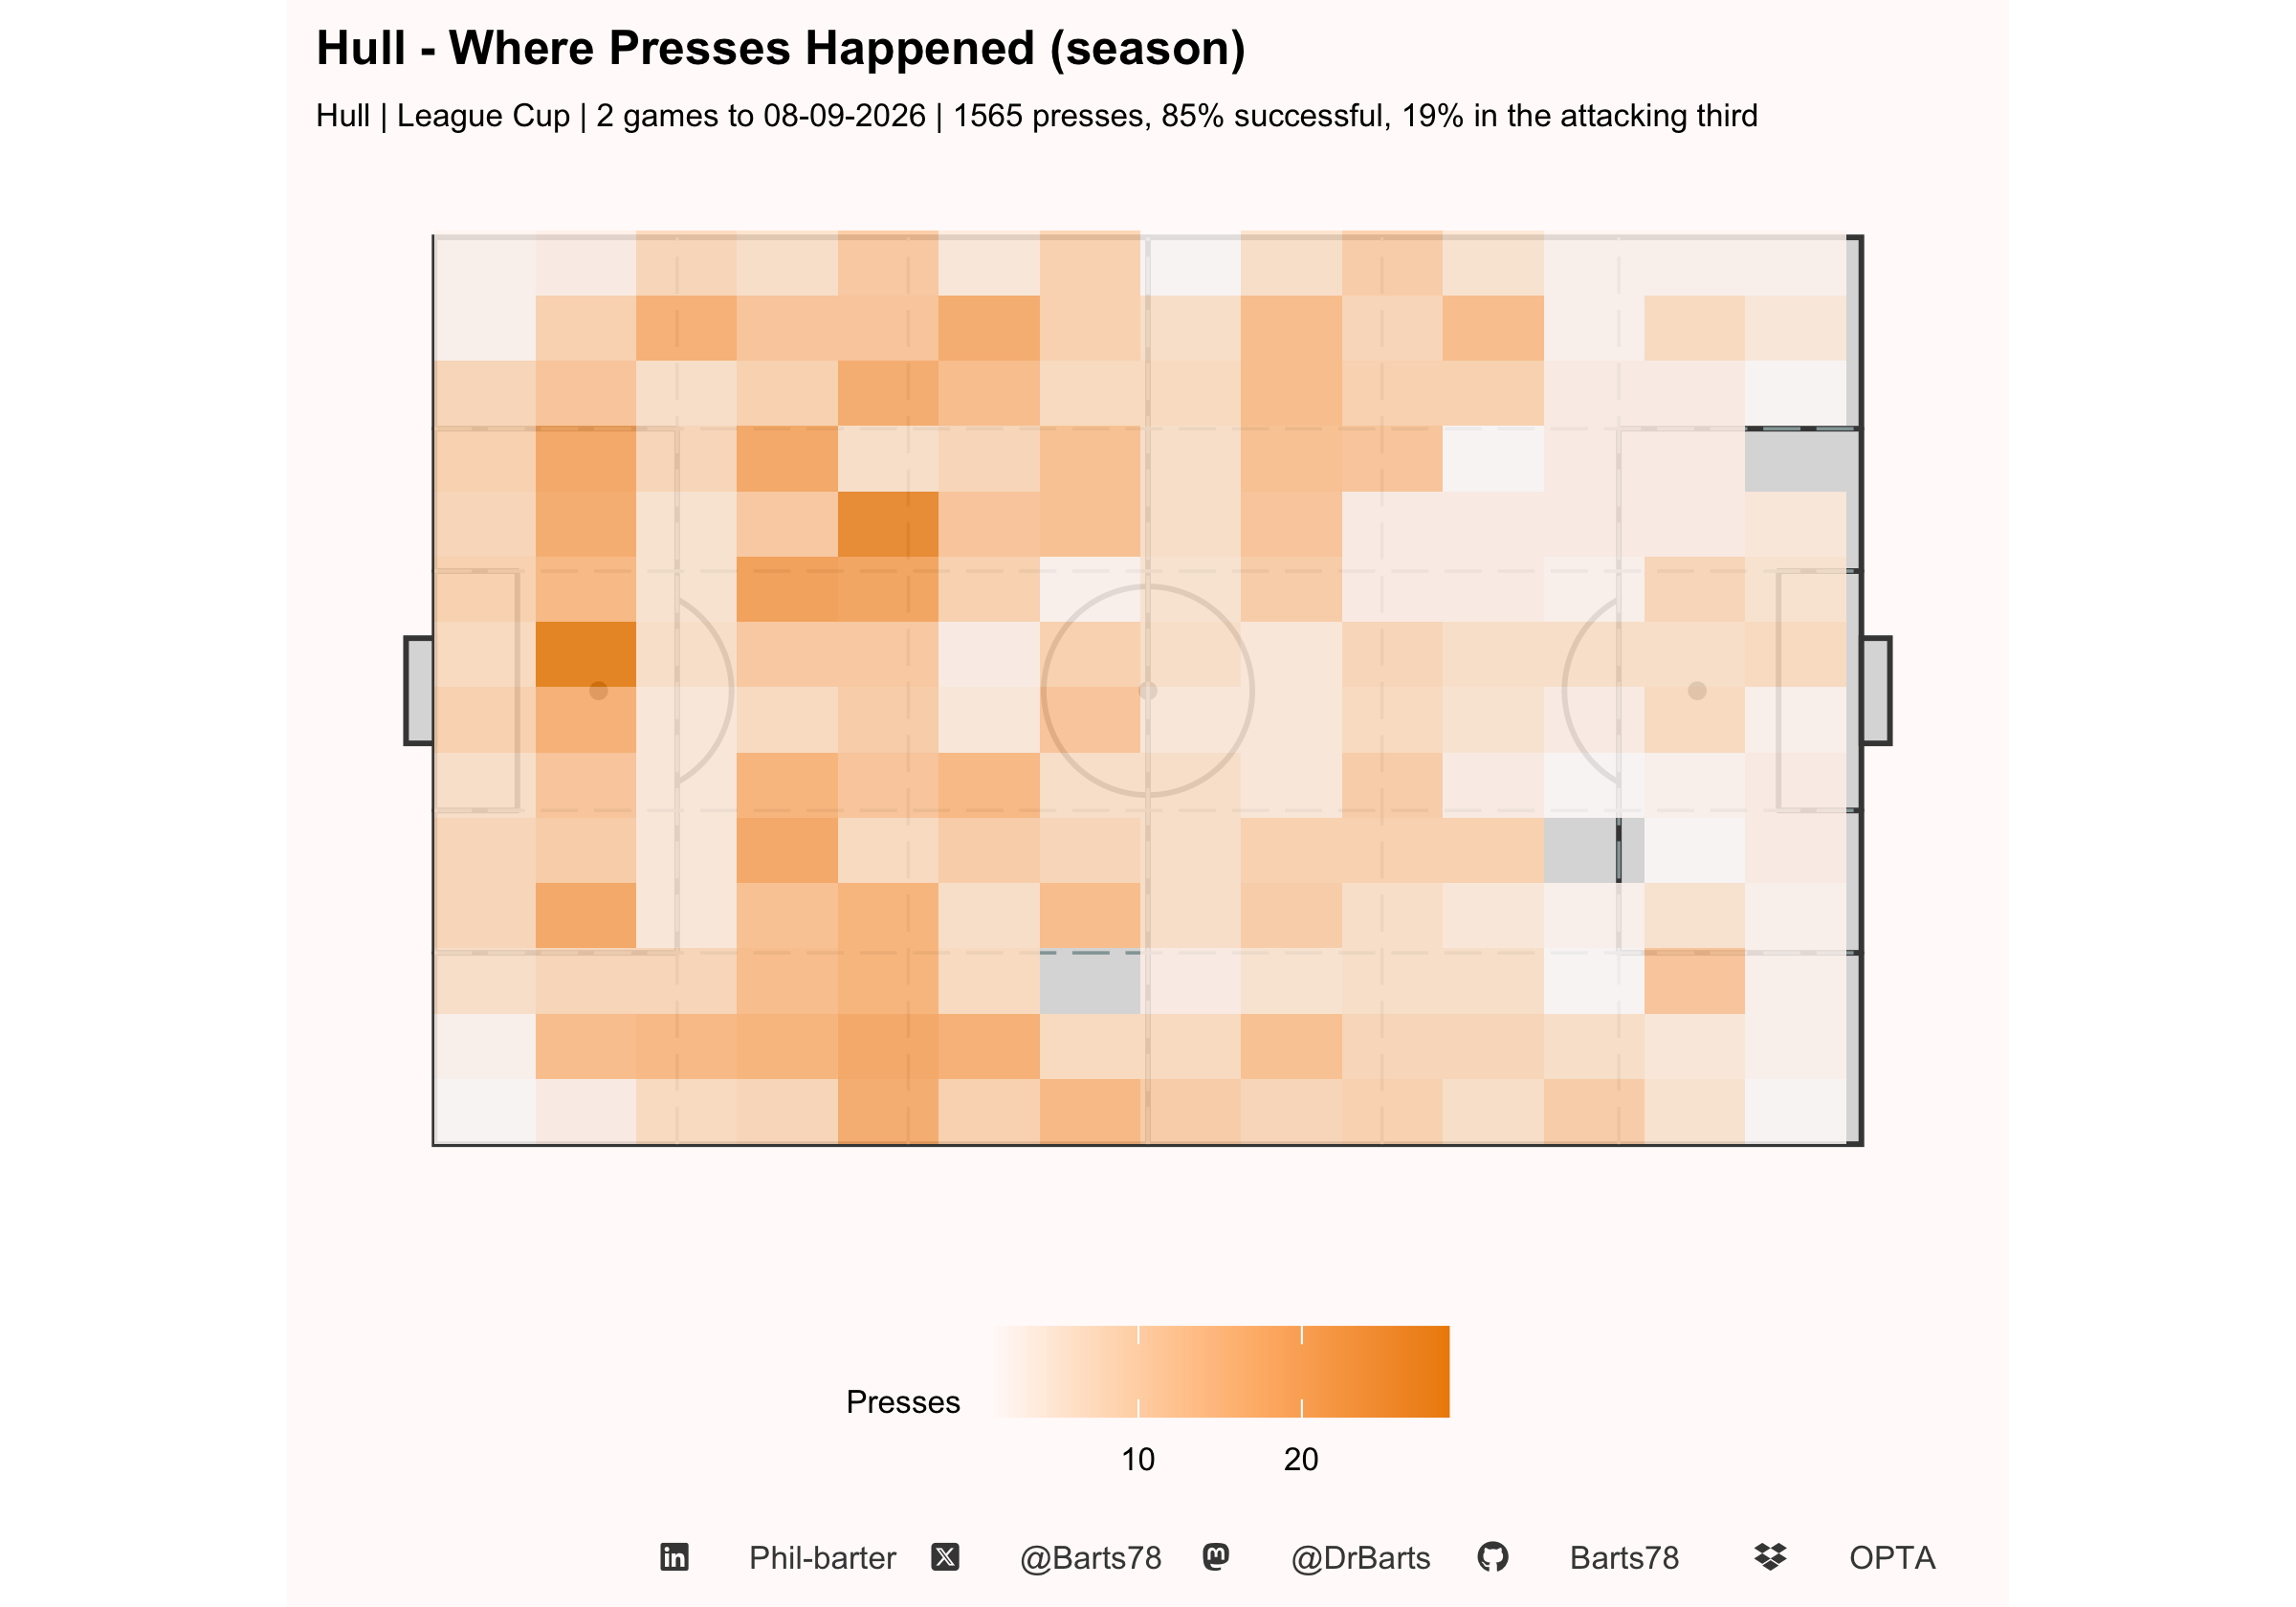 Hull - Where Presses Happened (season)
Hull | League Cup | 2 games to 08-09-2026 | 1565 presses, 85% successful, 19% in the attacking third
Presses
10 20
Phil-barter @Barts78 @DrBarts Barts78 OPTA